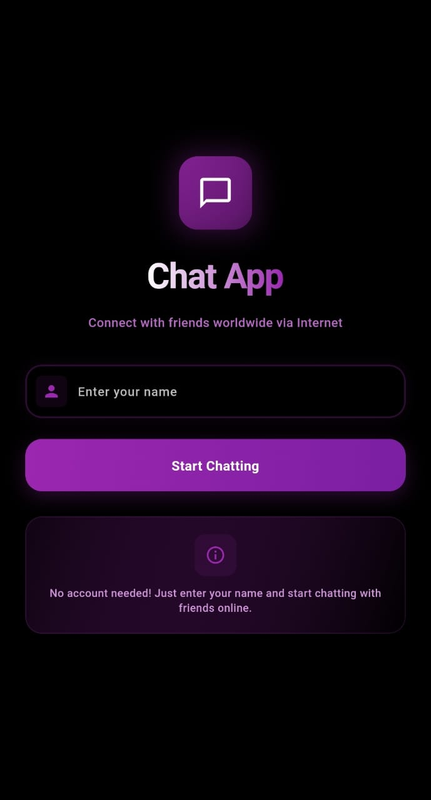 Chat App
Connect with friends worldwide via Internet
Enter your name
Start Chatting
No account needed! Just enter your name and start chatting with
friends online.